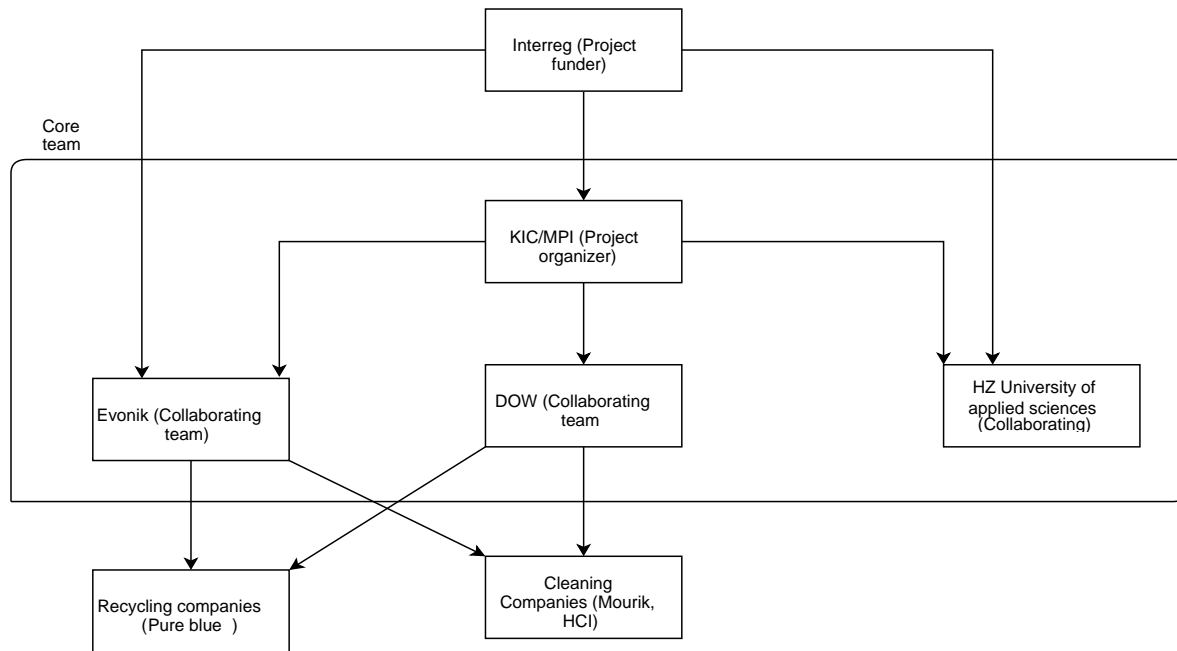 Interreg (Project
funder)
Core
team
KIC/MPI (Project
organizer)
Evonik (Collaborating
team)
DOW (Collaborating
team
HZ University of
applied sciences
(Collaborating)
Recycling companies
(Pure blue )
Cleaning
Companies (Mourik,
HCI)